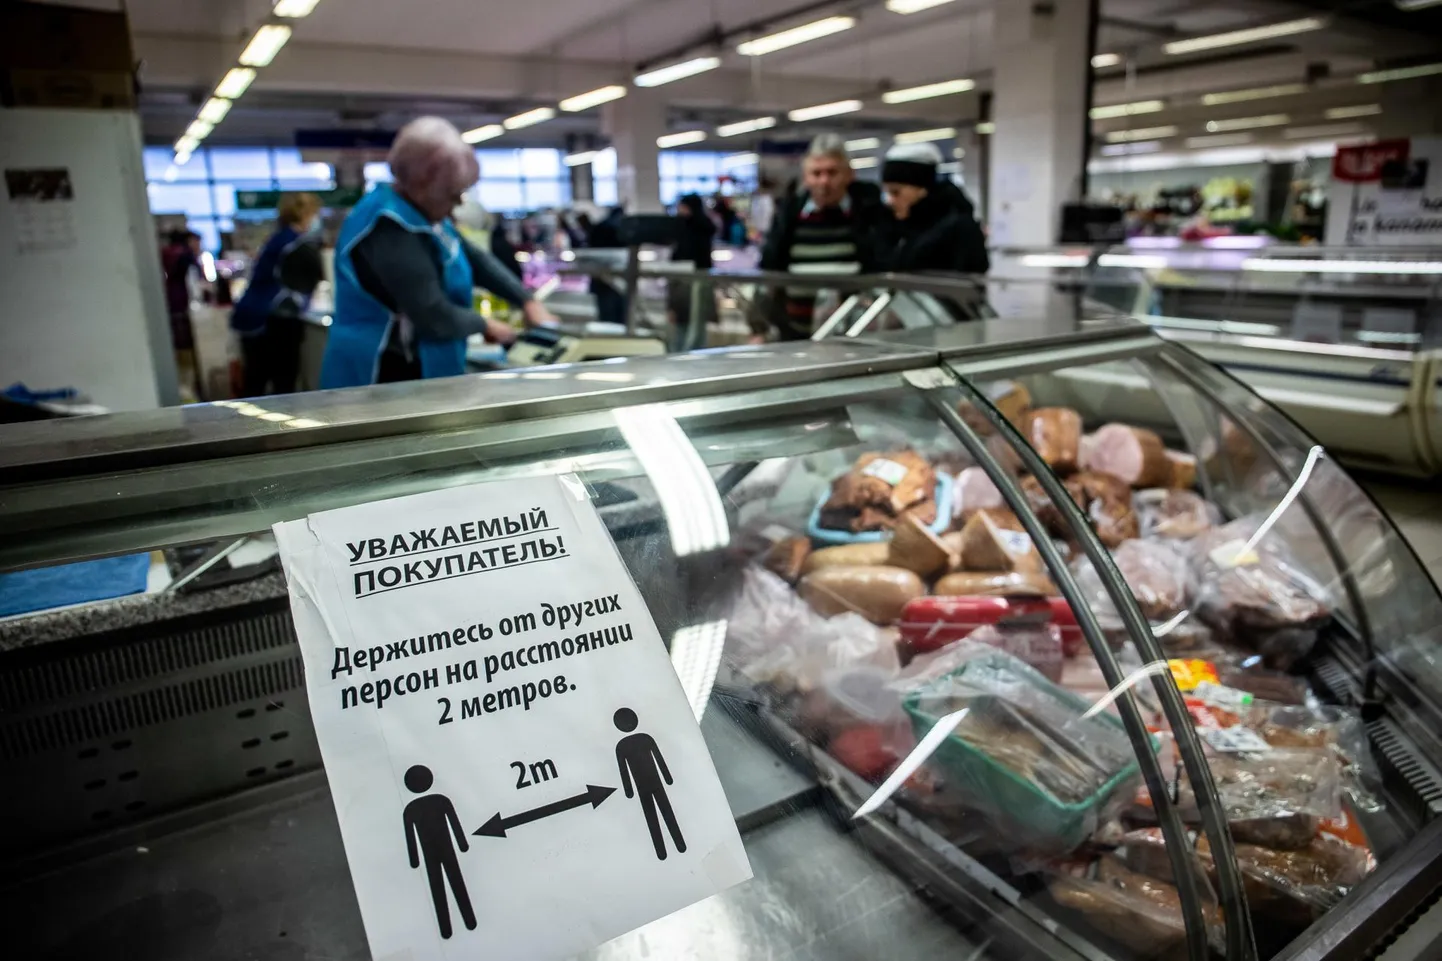 УВАЖАЕМЫЙ
ПОКУПАТЕЛЬ!
Держитесь от других
персон на расстоянии
2 метров.
2m